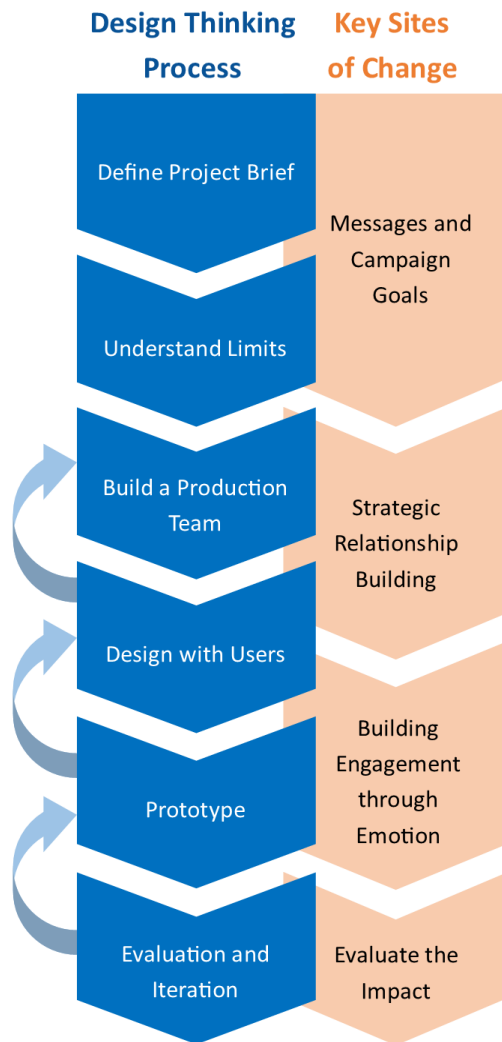 Design Thinking
Process
Key Sites
of Change
Define Project Brief
Messages and
Campaign
Goals
Understand Limits
Build a Production
Team
Strategic
Relationship
Building
Design with Users
Building
Engagement
through
Emotion
Prototype
Evaluation and
Iteration
Evaluate the
Impact